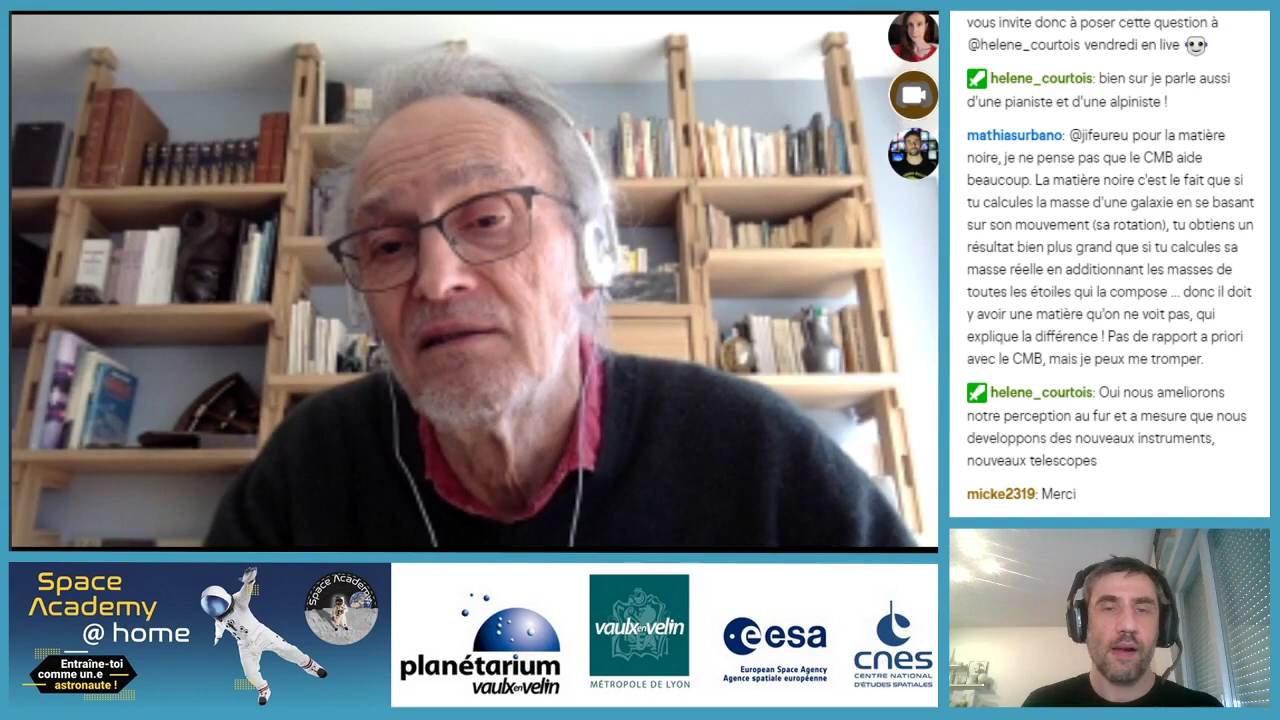 vous invite donc à poser cette question à
@helene_courtois vendredi en live
helene_courtois: bien sur je parle aussi
d'une pianiste et d'une alpiniste !
mathiasurbano: @jifeureu pour la matière
noire, je ne pense pas que le CMB aide
beaucoup. La matière noire c'est le fait que si
tu calcules la masse d'une galaxie en se basant
sur son mouvement (sa rotation), tu obtiens un
résultat bien plus grand que si tu calcules sa
masse réelle en additionnant les masses de
toutes les étoiles qui la compose ... donc il doit
y avoir une matière qu'on ne voit pas, qui
explique la différence ! Pas de rapport a priori
avec le CMB, mais je peux me tromper.
helene_courtois: Oui nous ameliorons
notre perception au fur et a mesure que nous
developpons des nouveaux instruments,
nouveaux telescopes
micke2319: Merci
Space
Academy
@ home
Entraîne-toi
comme un.e
astronaute !
Space Academy
planétarium
vaulx en velin
vaulx en velin
MÉTROPOLE DE LYON
esa
European Space Agency
Agence spatiale européenne
cnes
CENTRE NATIONAL
D'ÉTUDES SPATIALES